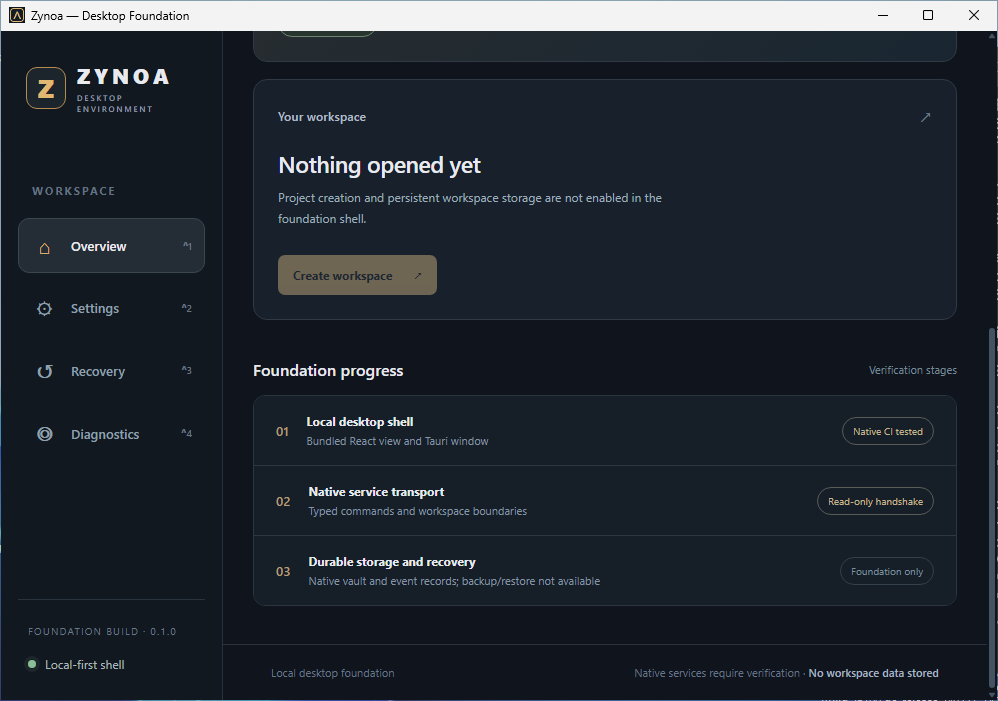 Zynoa — Desktop Foundation
Z
ZYNOA
DESKTOP
ENVIRONMENT
WORKSPACE
Overview ^1
Settings ^2
Recovery ^3
Diagnostics ^4
FOUNDATION BUILD · 0.1.0
Local-first shell
Your workspace
Nothing opened yet
Project creation and persistent workspace storage are not enabled in the
foundation shell.
Create workspace
Foundation progress
Verification stages
01
Local desktop shell
Bundled React view and Tauri window
Native CI tested
02
Native service transport
Typed commands and workspace boundaries
Read-only handshake
03
Durable storage and recovery
Native vault and event records; backup/restore not available
Foundation only
Local desktop foundation
Native services require verification · No workspace data stored